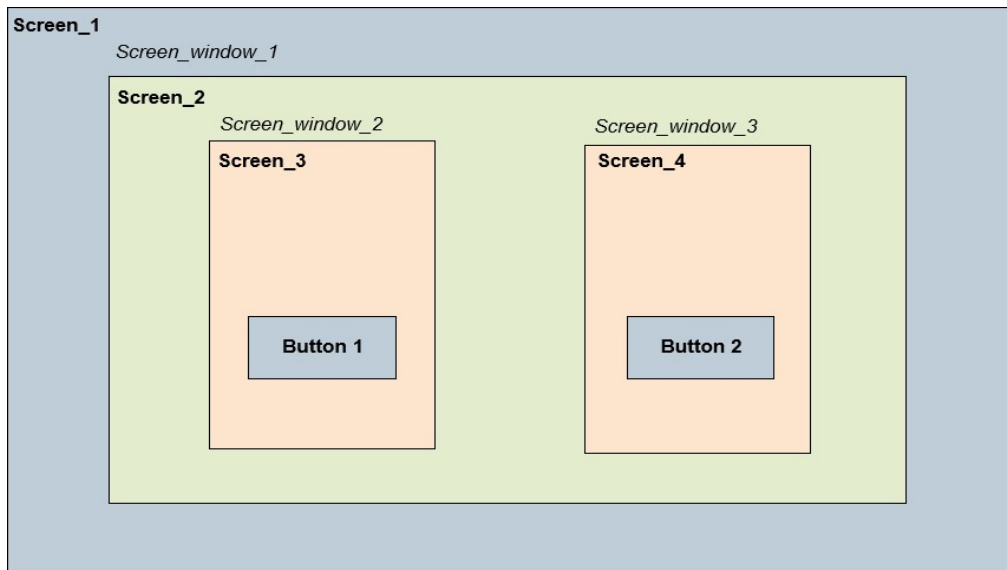 Screen_1
Screen_window_1
Screen_2
Screen_window_2
Screen_window_3
Screen_3
Screen_4
Button 1
Button 2